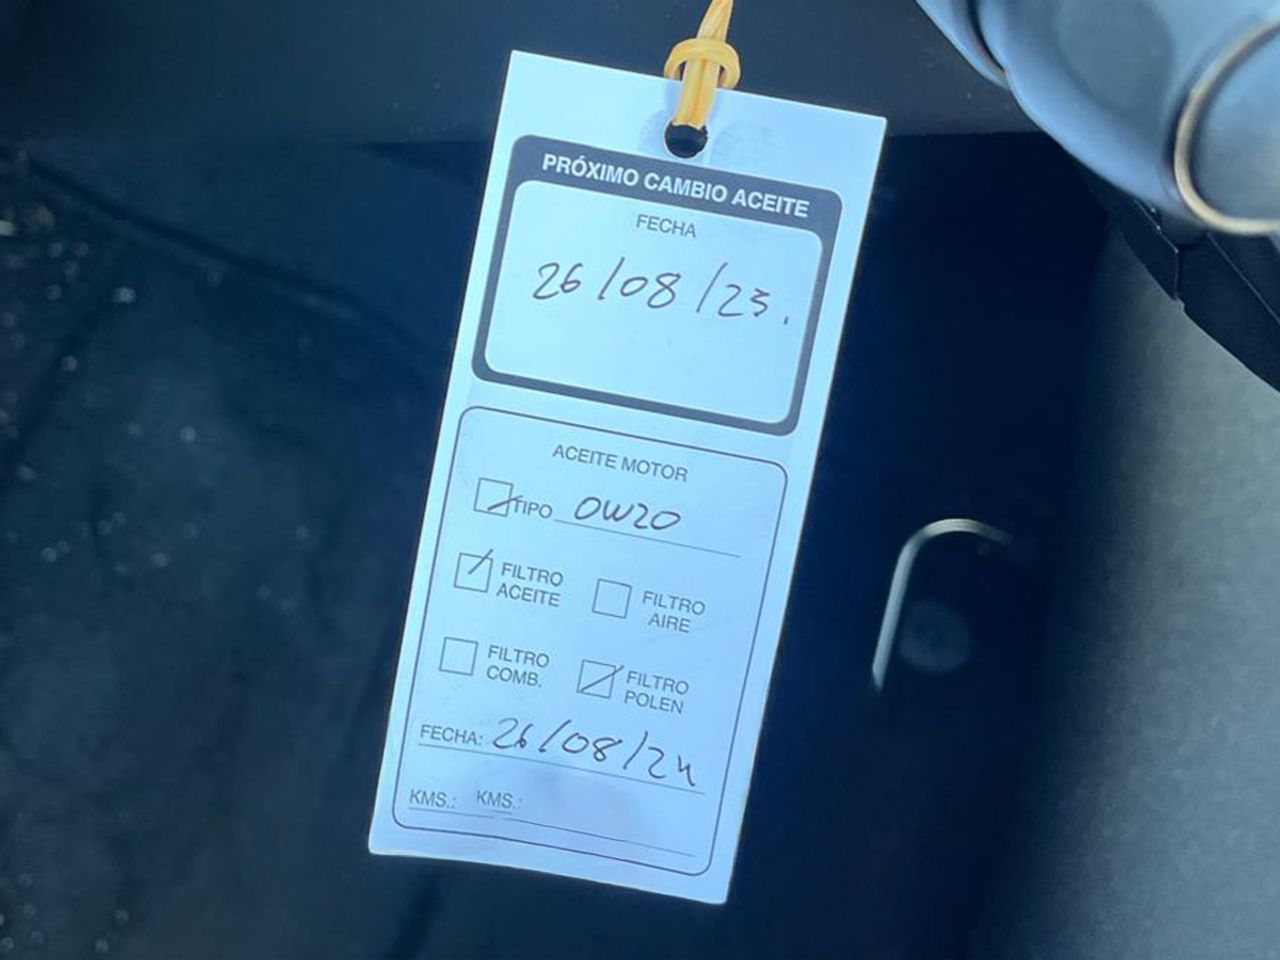 PRÓXIMO CAMBIO ACEITE
FECHA
26/08/23.
ACEITE MOTOR
TIPO 0W20
FILTRO ACEITE
FILTRO AIRE
FILTRO COMB.
FILTRO POLEN
FECHA: 26/08/24
KMS.: KMS.: